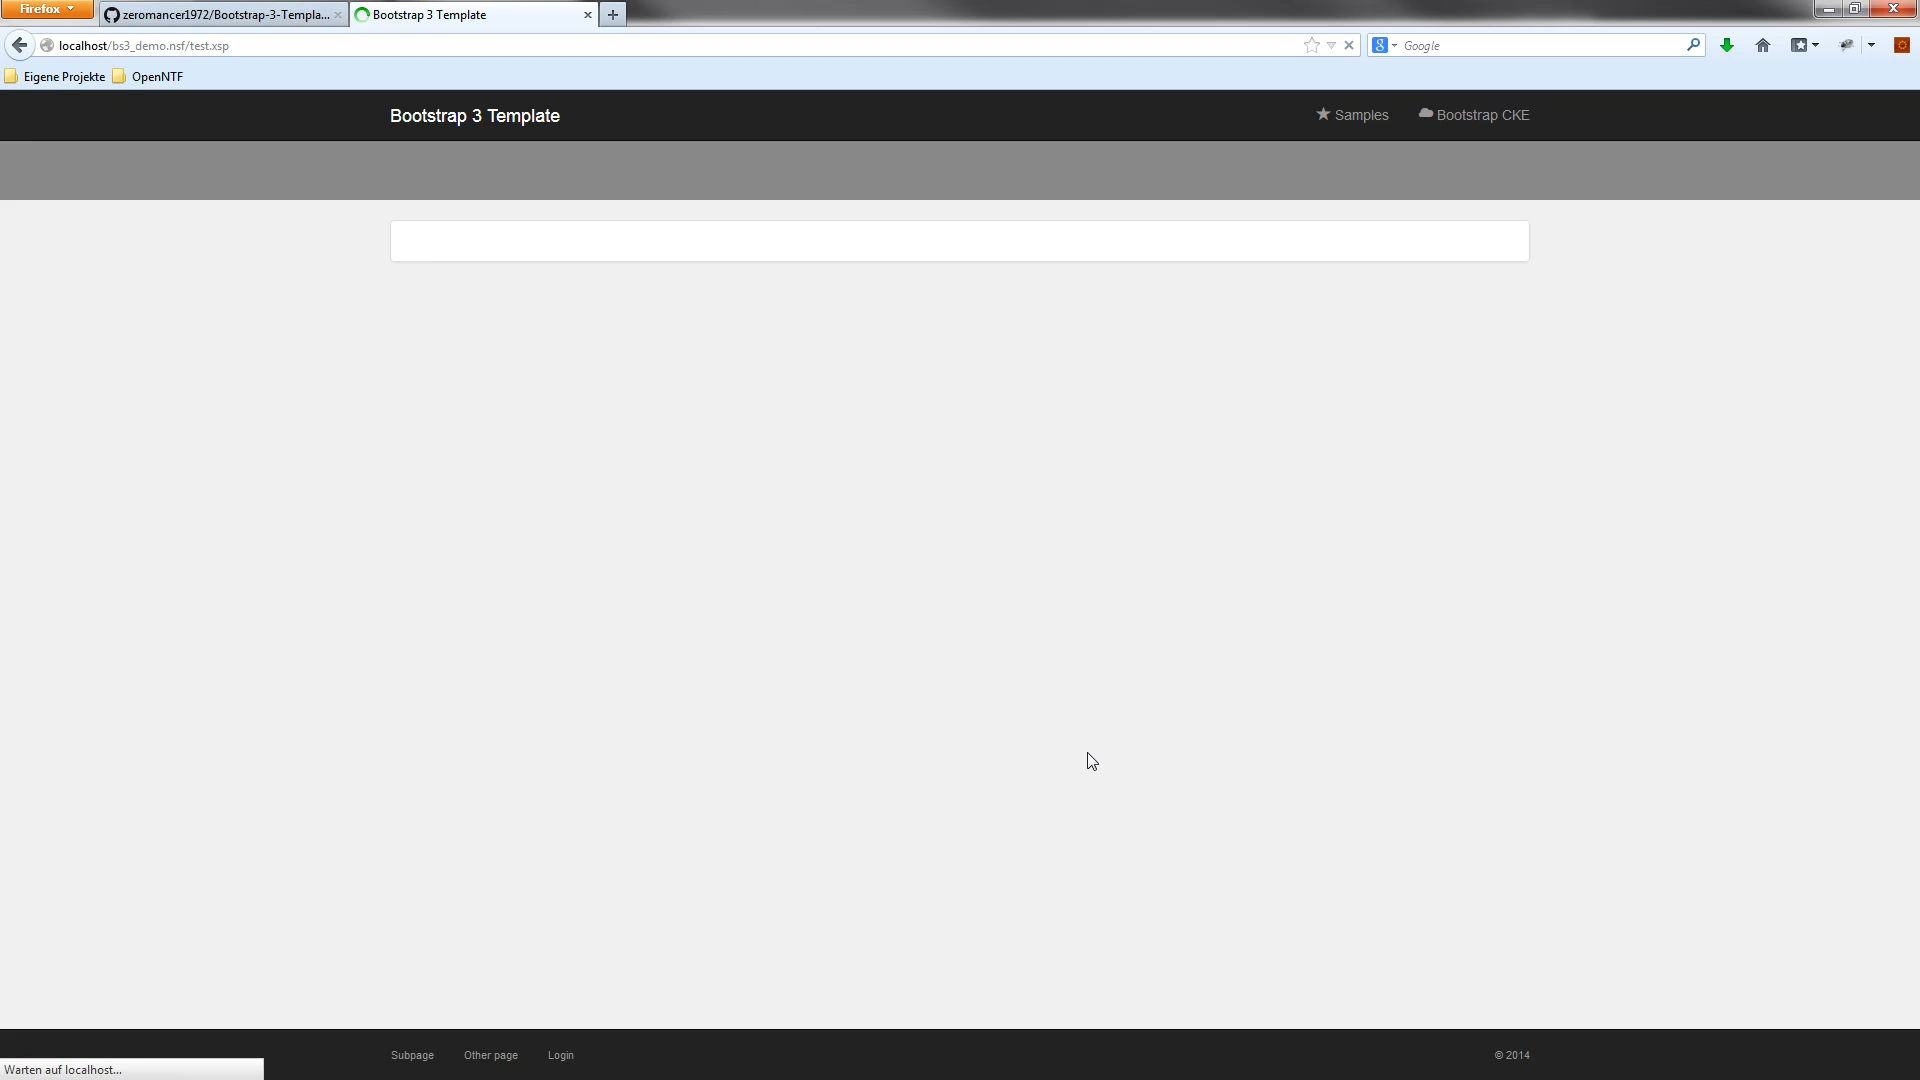 Firefox
zeromancer1972/Bootstrap-3-Templa...
Bootstrap 3 Template
localhost/bs3_demo.nsf/test.xsp
Google
Eigene Projekte
OpenNTF
Bootstrap 3 Template
Samples
Bootstrap CKE
Subpage
Other page
Login
© 2014
Warten auf localhost...